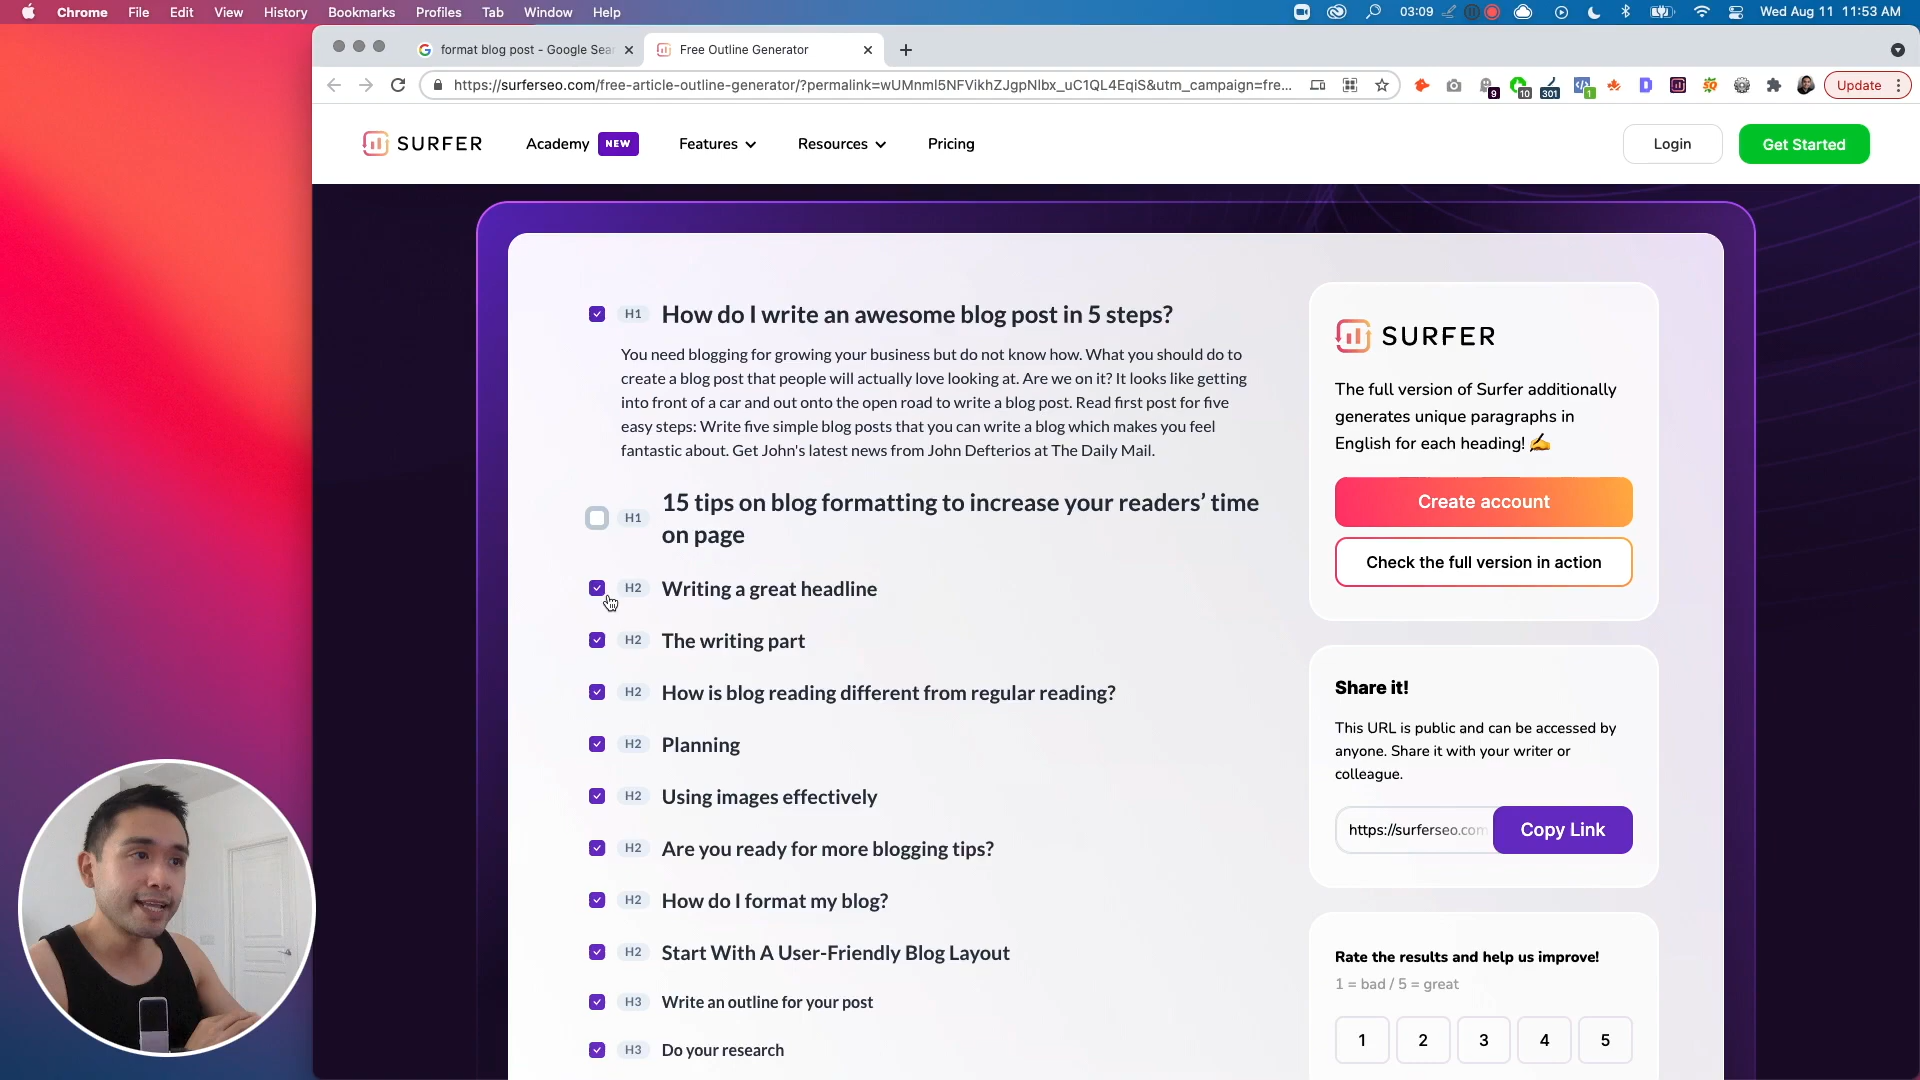 Chrome File Edit View History Bookmarks Profiles Tab Window Help 03:09 Wed Aug 11 11:53 AM
format blog post - Google Sear
Free Outline Generator
https://surferseo.com/free-article-outline-generator/?permalink=wUMnml5NFVikhZJgpNlbx_uC1QL4EqiS&utm_campaign=fre...
9 10 301 1
Update
SURFER Academy NEW Features Resources Pricing Login Get Started
H1 How do I write an awesome blog post in 5 steps?
You need blogging for growing your business but do not know how. What you should do to
create a blog post that people will actually love looking at. Are we on it? It looks like getting
into front of a car and out onto the open road to write a blog post. Read first post for five
easy steps: Write five simple blog posts that you can write a blog which makes you feel
fantastic about. Get John's latest news from John Defterios at The Daily Mail.
H1 15 tips on blog formatting to increase your readers’ time
on page
H2 Writing a great headline
H2 The writing part
H2 How is blog reading different from regular reading?
H2 Planning
H2 Using images effectively
H2 Are you ready for more blogging tips?
H2 How do I format my blog?
H2 Start With A User-Friendly Blog Layout
H3 Write an outline for your post
H3 Do your research
SURFER
The full version of Surfer additionally
generates unique paragraphs in
English for each heading! ✍️
Create account
Check the full version in action
Share it!
This URL is public and can be accessed by
anyone. Share it with your writer or
colleague.
https://surferseo.com
Copy Link
Rate the results and help us improve!
1 = bad / 5 = great
1 2 3 4 5